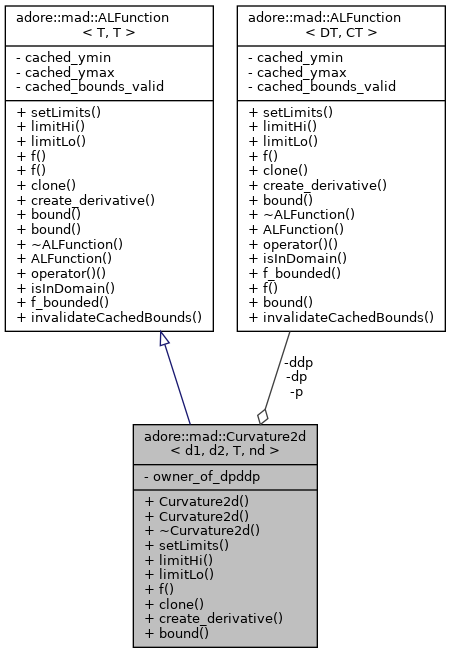 adore::mad::ALFunction
< T, T >
- cached_ymin
- cached_ymax
- cached_bounds_valid
+ setLimits()
+ limitHi()
+ limitLo()
+ f()
+ f()
+ clone()
+ create_derivative()
+ bound()
+ bound()
+ ~ALFunction()
+ ALFunction()
+ operator()()
+ isInDomain()
+ f_bounded()
+ invalidateCachedBounds()
adore::mad::ALFunction
< DT, CT >
- cached_ymin
- cached_ymax
- cached_bounds_valid
+ setLimits()
+ limitHi()
+ limitLo()
+ f()
+ clone()
+ create_derivative()
+ bound()
+ ~ALFunction()
+ ALFunction()
+ operator()()
+ isInDomain()
+ f_bounded()
+ f()
+ bound()
+ invalidateCachedBounds()
-ddp
-dp
-p
adore::mad::Curvature2d
< d1, d2, T, nd >
- owner_of_dpddp
+ Curvature2d()
+ Curvature2d()
+ ~Curvature2d()
+ setLimits()
+ limitHi()
+ limitLo()
+ f()
+ clone()
+ create_derivative()
+ bound()